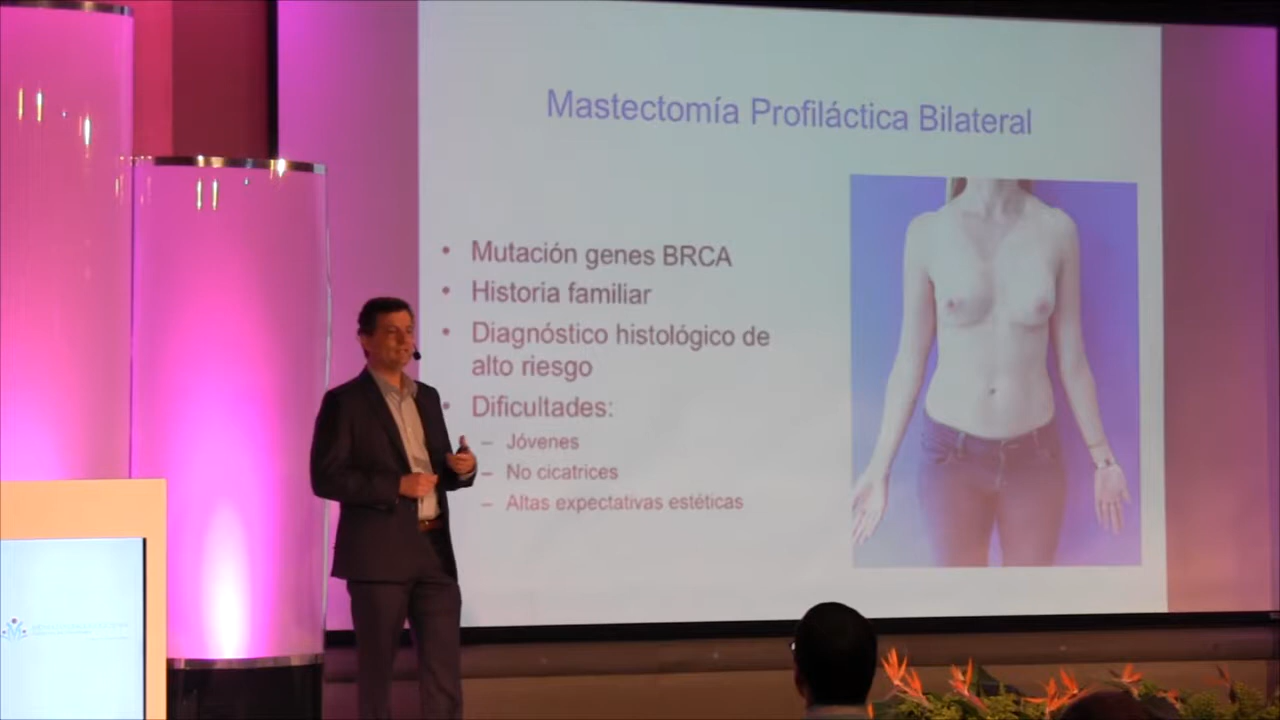 Mastectomía Profiláctica Bilateral
• Mutación genes BRCA
• Historia familiar
• Diagnóstico histológico de
alto riesgo
• Dificultades:
– Jóvenes
– No cicatrices
– Altas expectativas estéticas